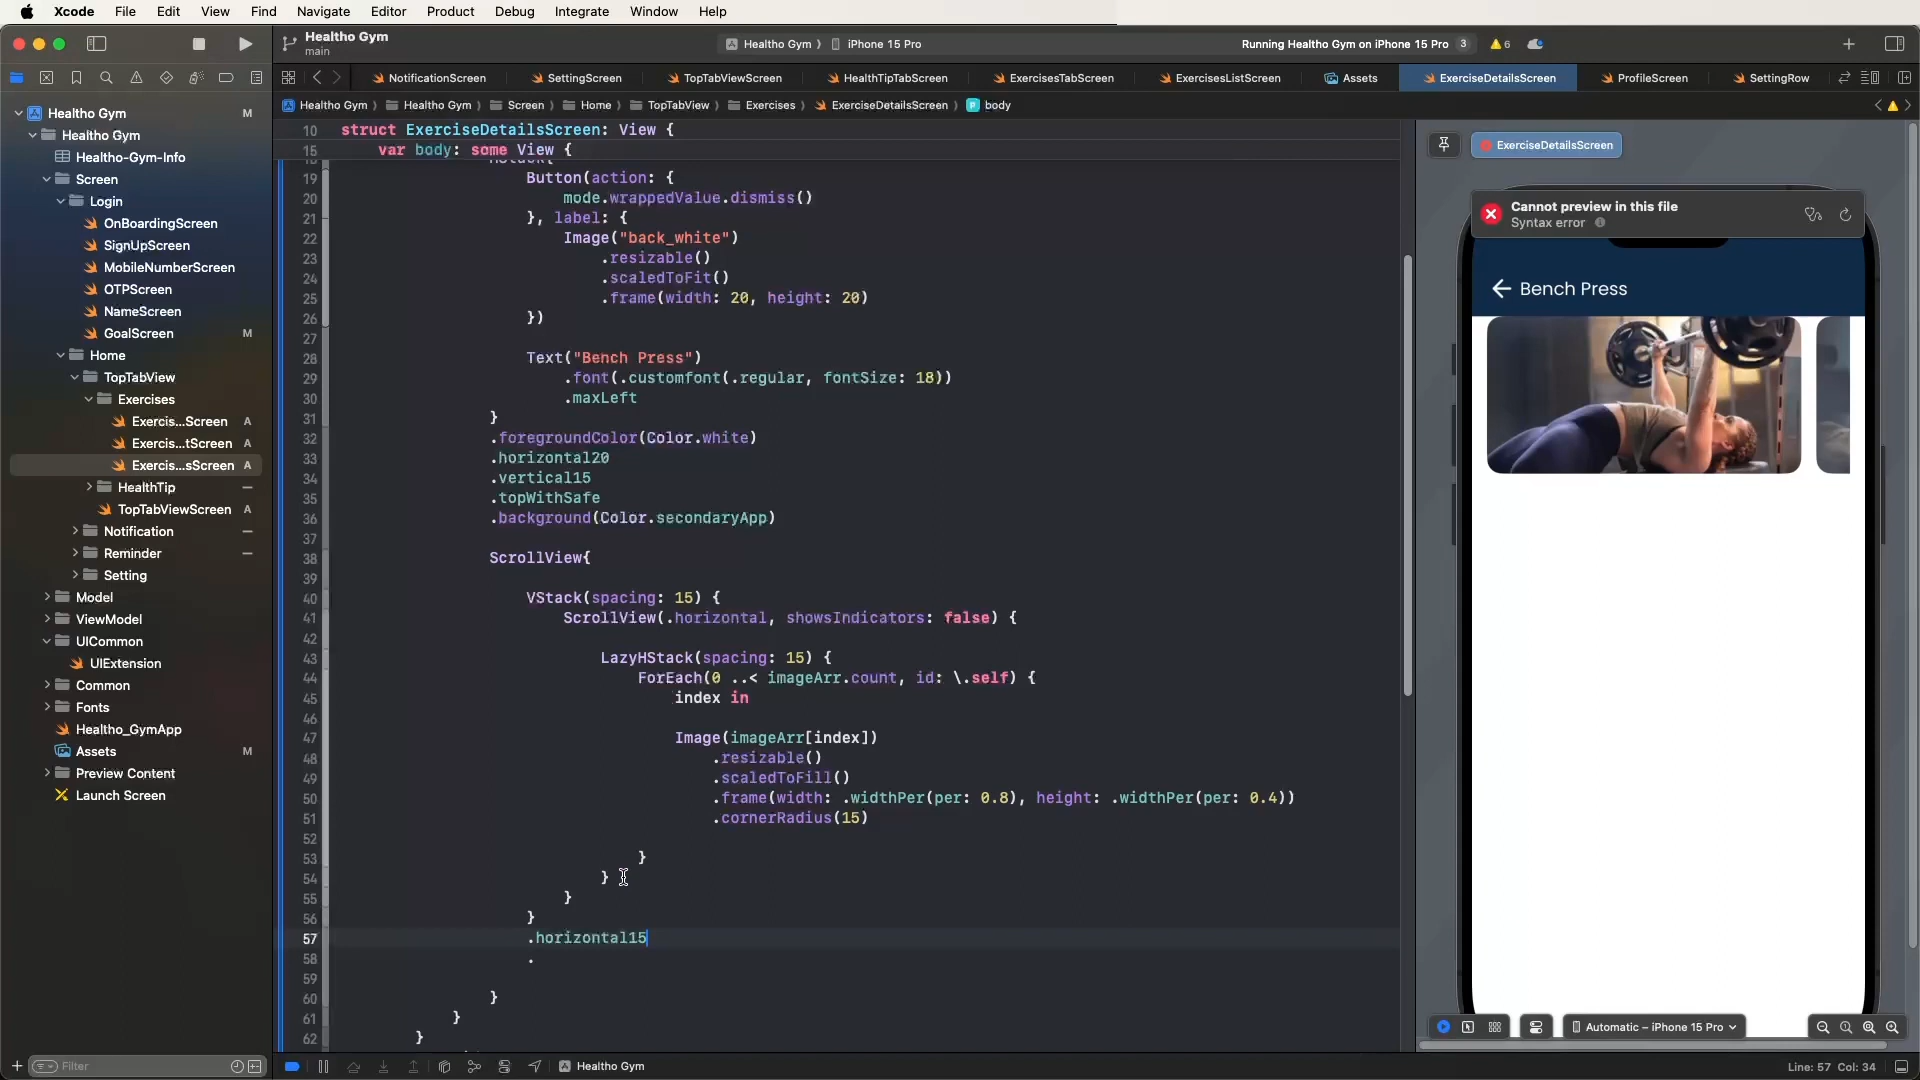 Xcode File Edit View Find Navigate Editor Product Debug Integrate Window Help
Healtho Gym
main
Healtho Gym 〉 iPhone 15 Pro
Running Healtho Gym on iPhone 15 Pro 3 6
NotificationScreen SettingScreen TopTabViewScreen HealthTipTabScreen ExercisesTabScreen ExercisesListScreen Assets ExerciseDetailsScreen ProfileScreen SettingRow
Healtho Gym 〉 Healtho Gym 〉 Screen 〉 Home 〉 TopTabView 〉 Exercises 〉 ExerciseDetailsScreen 〉 body
Healtho Gym M
Healtho Gym
Healtho-Gym-Info
Screen
Login
OnBoardingScreen
SignUpScreen
MobileNumberScreen
OTPScreen
NameScreen
GoalScreen M
Home
TopTabView
Exercises
Exercis...Screen A
Exercis...tScreen A
Exercis...sScreen A
HealthTip
TopTabViewScreen A
Notification
Reminder
Setting
Model
ViewModel
UICommon
UIExtension
Common
Fonts
Healtho_GymApp
Assets M
Preview Content
Launch Screen
Filter
10 struct ExerciseDetailsScreen: View {
15 var body: some View {
19 Button(action: {
20 mode.wrappedValue.dismiss()
21 }, label: {
22 Image("back_white")
23 .resizable()
24 .scaledToFit()
25 .frame(width: 20, height: 20)
26 })
27
28 Text("Bench Press")
29 .font(.customfont(.regular, fontSize: 18))
30 .maxLeft
31 }
32 .foregroundColor(Color.white)
33 .horizontal20
34 .vertical15
35 .topWithSafe
36 .background(Color.secondaryApp)
37
38 ScrollView{
39
40 VStack(spacing: 15) {
41 ScrollView(.horizontal, showsIndicators: false) {
42
43 LazyHStack(spacing: 15) {
44 ForEach(0 ..< imageArr.count, id: \.self) {
45 index in
46
47 Image(imageArr[index])
48 .resizable()
49 .scaledToFill()
50 .frame(width: .widthPer(per: 0.8), height: .widthPer(per: 0.4))
51 .cornerRadius(15)
52
53 }
54 }
55 }
56 }
57 .horizontal15
58 .
59
60 }
61 }
62 }
ExerciseDetailsScreen
Cannot preview in this file
Syntax error
Bench Press
Automatic – iPhone 15 Pro
Healtho Gym
Line: 57 Col: 34